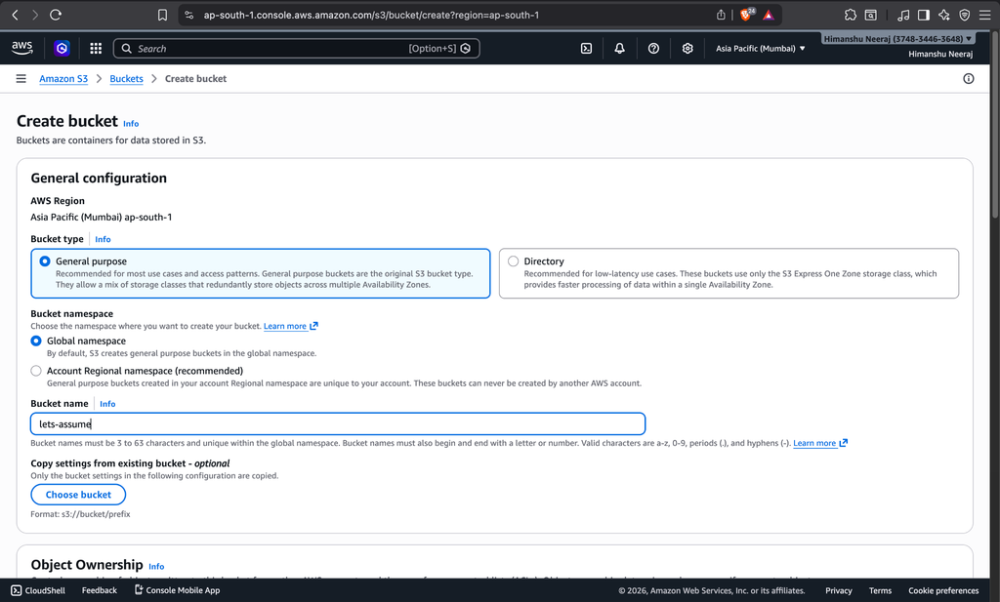 ap-south-1.console.aws.amazon.com/s3/bucket/create?region=ap-south-1
24
aws
Search
[Option+S]
Asia Pacific (Mumbai)
Himanshu Neeraj (3748-3446-3648)
Himanshu Neeraj
Amazon S3
Buckets
Create bucket
Create bucket Info
Buckets are containers for data stored in S3.
General configuration
AWS Region
Asia Pacific (Mumbai) ap-south-1
Bucket type Info
General purpose
Recommended for most use cases and access patterns. General purpose buckets are the original S3 bucket type.
They allow a mix of storage classes that redundantly store objects across multiple Availability Zones.
Directory
Recommended for low-latency use cases. These buckets use only the S3 Express One Zone storage class, which
provides faster processing of data within a single Availability Zone.
Bucket namespace
Choose the namespace where you want to create your bucket. Learn more
Global namespace
By default, S3 creates general purpose buckets in the global namespace.
Account Regional namespace (recommended)
General purpose buckets created in your account Regional namespace are unique to your account. These buckets can never be created by another AWS account.
Bucket name Info
lets-assume
Bucket names must be 3 to 63 characters and unique within the global namespace. Bucket names must also begin and end with a letter or number. Valid characters are a-z, 0-9, periods (.), and hyphens (-). Learn more
Copy settings from existing bucket - optional
Only the bucket settings in the following configuration are copied.
Choose bucket
Format: s3://bucket/prefix
Object Ownership Info
CloudShell
Feedback
Console Mobile App
© 2026, Amazon Web Services, Inc. or its affiliates.
Privacy
Terms
Cookie preferences